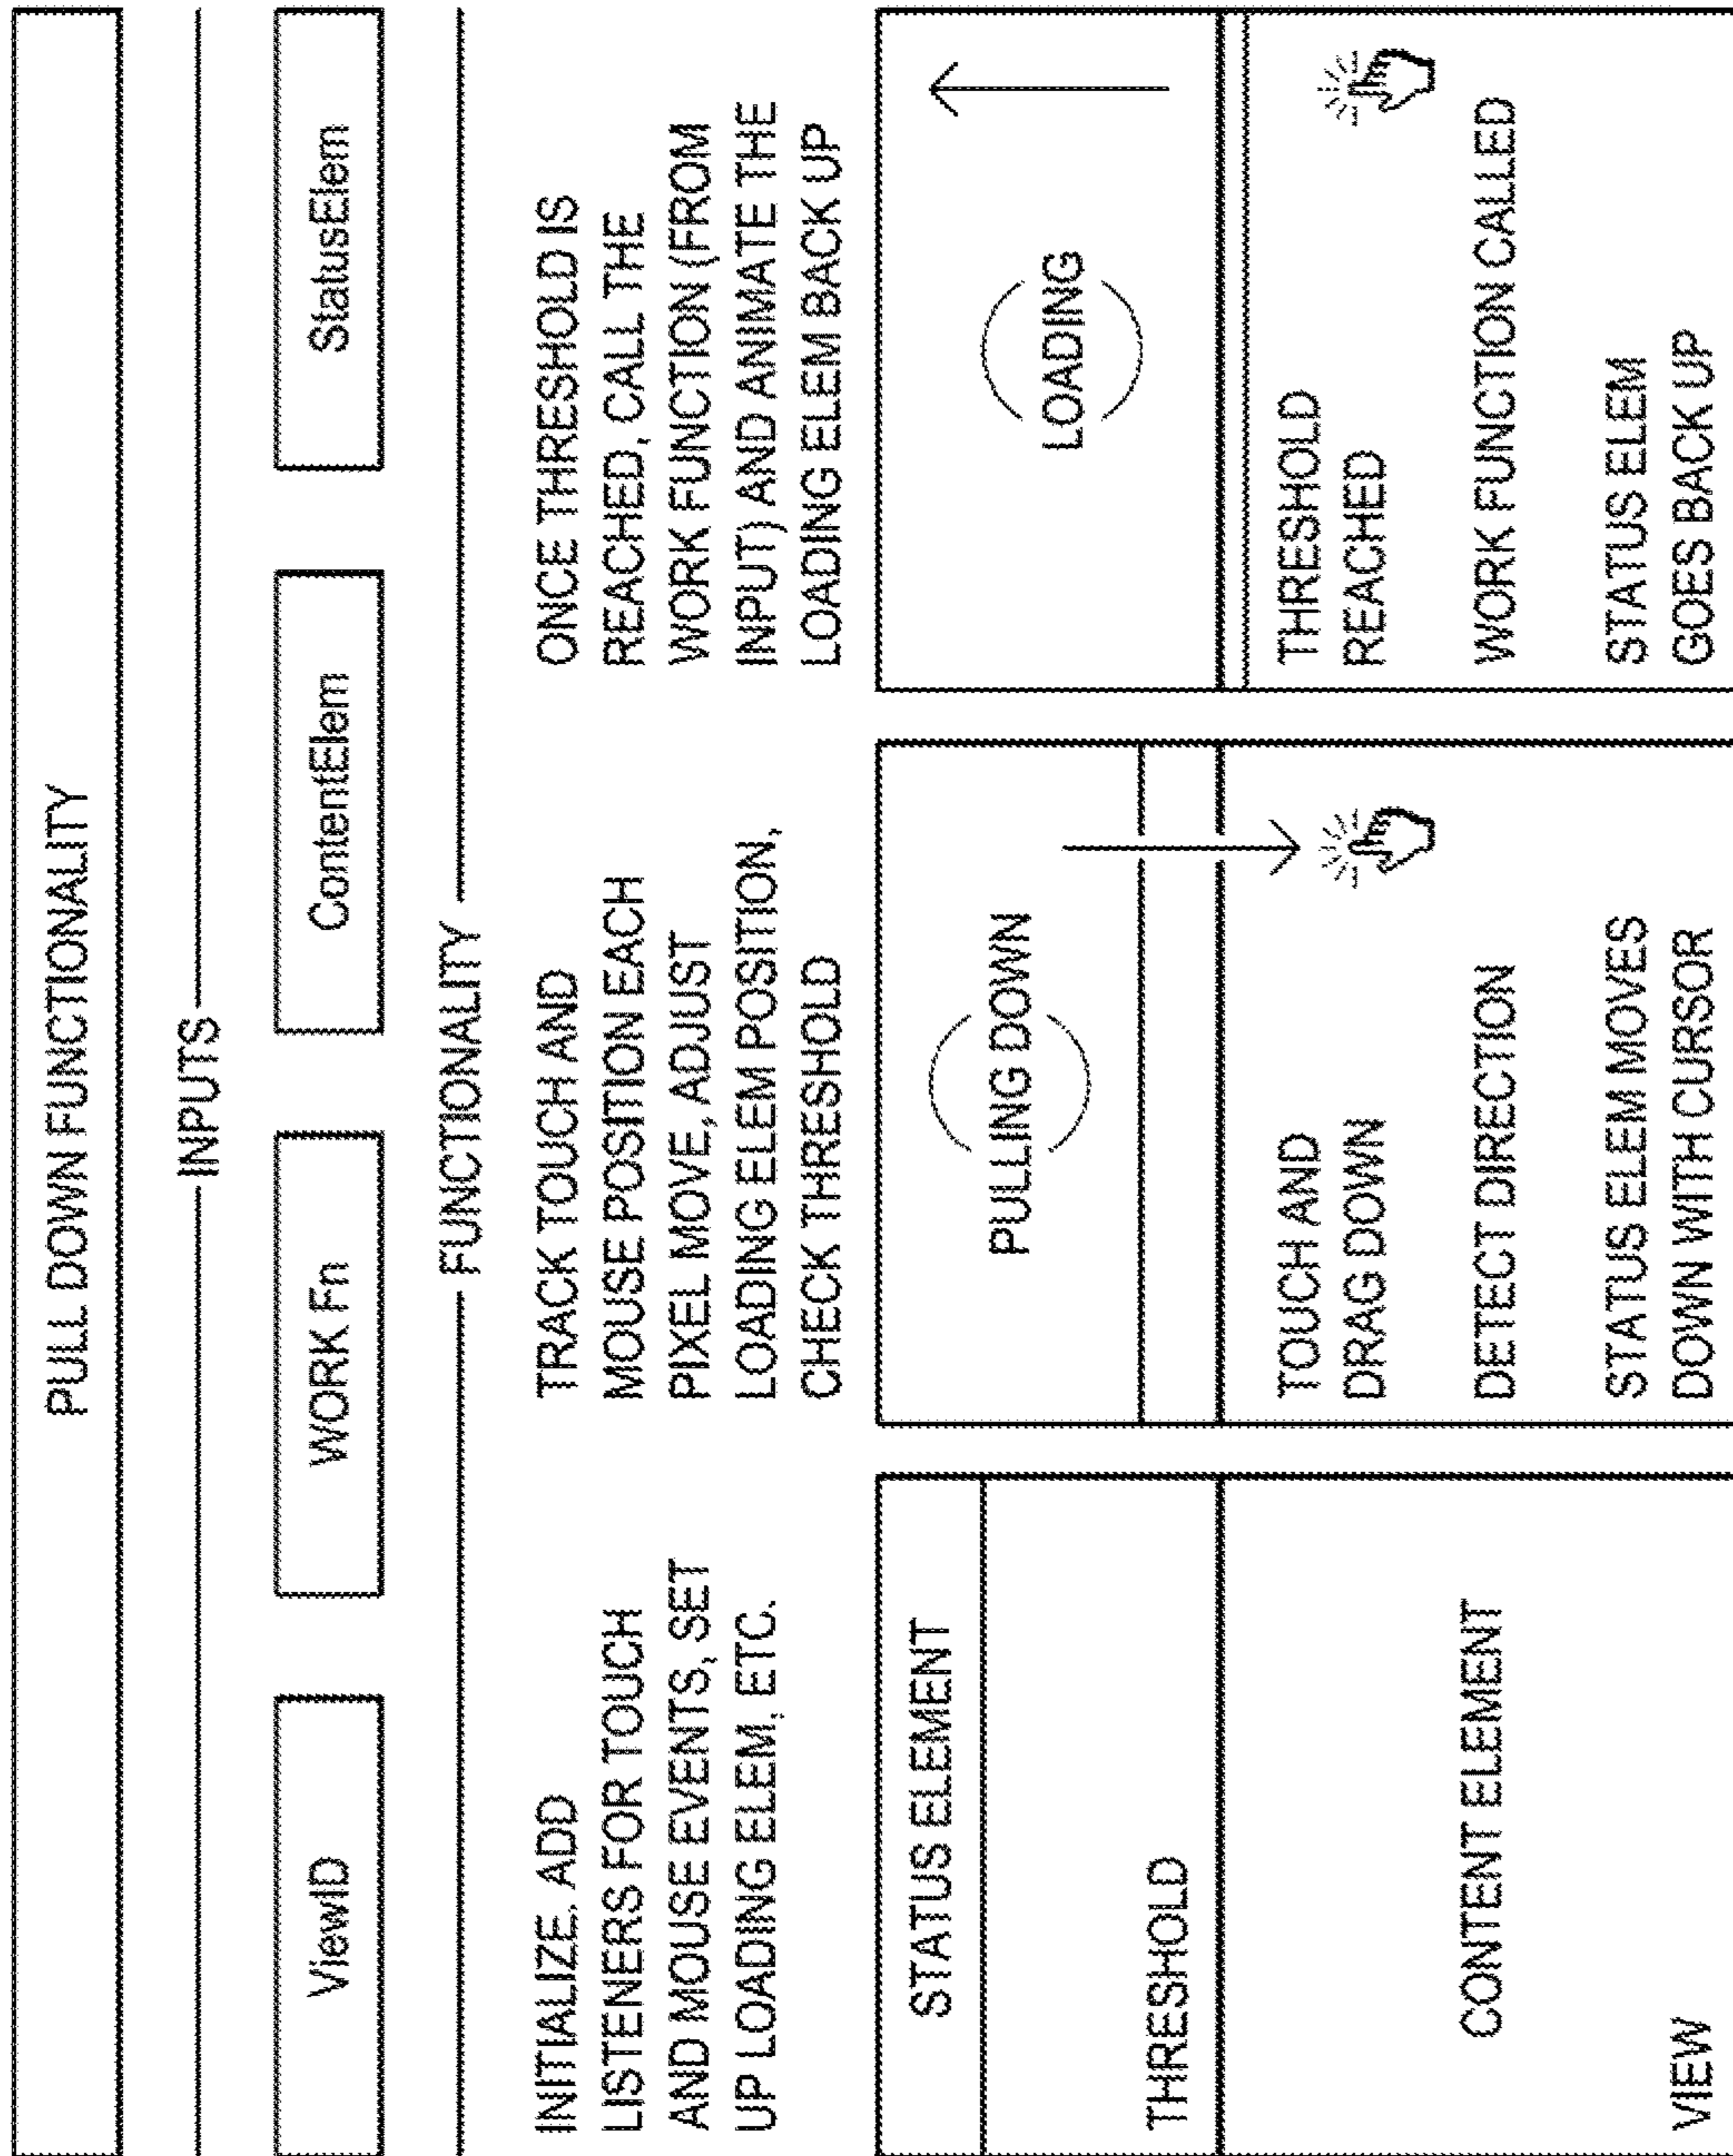 PULL DOWN FUNCTIONALITY
INPUTS
ViewID
WORK Fn
ContentElem
StatusElem
FUNCTIONALITY
INITIALIZE. ADD
LISTENERS FOR TOUCH
AND MOUSE EVENTS, SET
UP LOADING ELEM, ETC.
TRACK TOUCH AND
MOUSE POSITION EACH
PIXEL MOVE, ADJUST
LOADING ELEM POSITION,
CHECK THRESHOLD
ONCE THRESHOLD IS
REACHED, CALL THE
WORK FUNCTION (FROM
INPUT) AND ANIMATE THE
LOADING ELEM BACK UP
STATUS ELEMENT
THRESHOLD
CONTENT ELEMENT
VIEW
PULLING DOWN
TOUCH AND
DRAG DOWN
DETECT DIRECTION
STATUS ELEM MOVES
DOWN WITH CURSOR
LOADING
THRESHOLD
REACHED
WORK FUNCTION CALLED
STATUS ELEM
GOES BACK UP